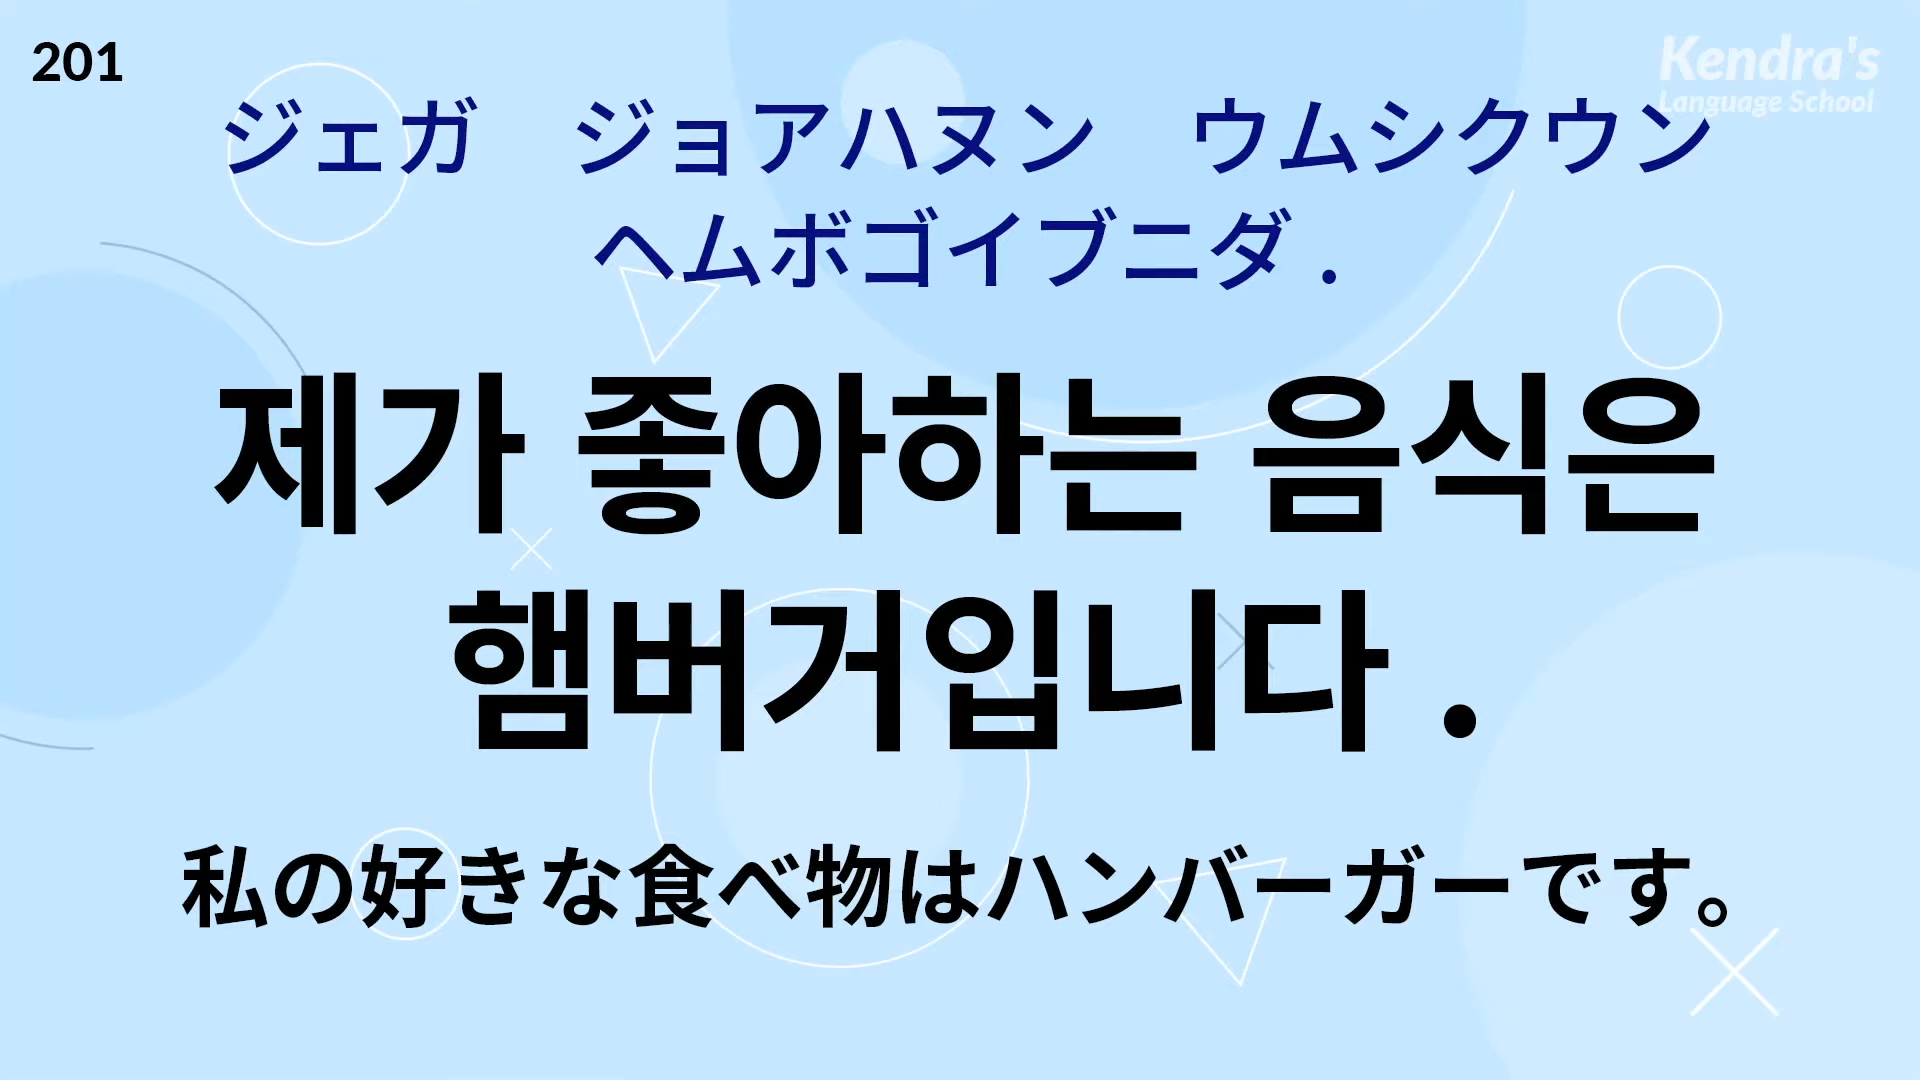 201
Kendra's
Language School
ジェガ　ジョアハヌン　ウムシクウン
ヘムボゴイブニダ .
제가 좋아하는 음식은
햄버거입니다 .
私の好きな食べ物はハンバーガーです。